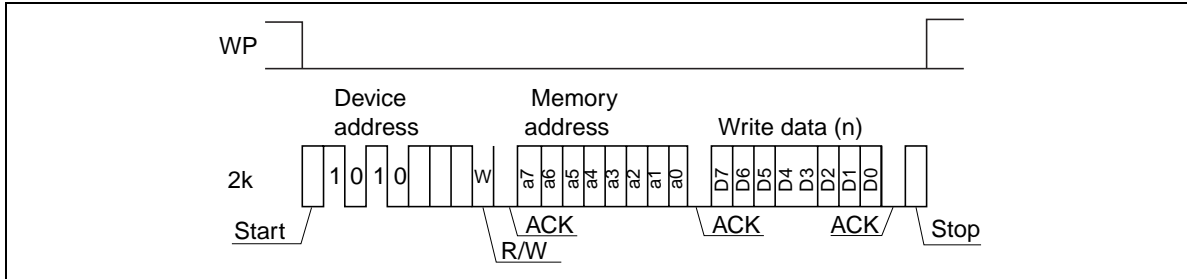 WP
Device address
Memory address
Write data (n)
2k
1 0 1 0 W a7 a6 a5 a4 a3 a2 a1 a0 D7 D6 D5 D4 D3 D2 D1 D0
Start
ACK
ACK
ACK
Stop
R/W